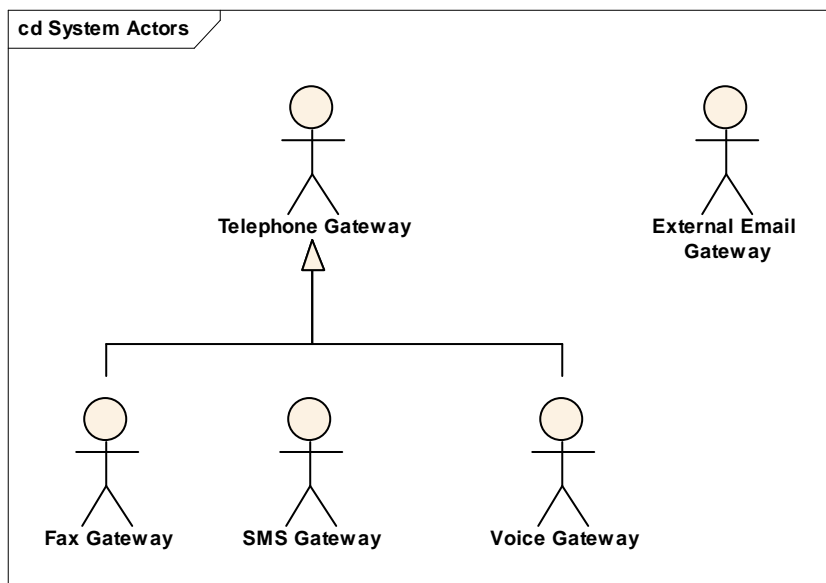 cd System Actors
Telephone Gateway
External Email
Gateway
Fax Gateway
SMS Gateway
Voice Gateway